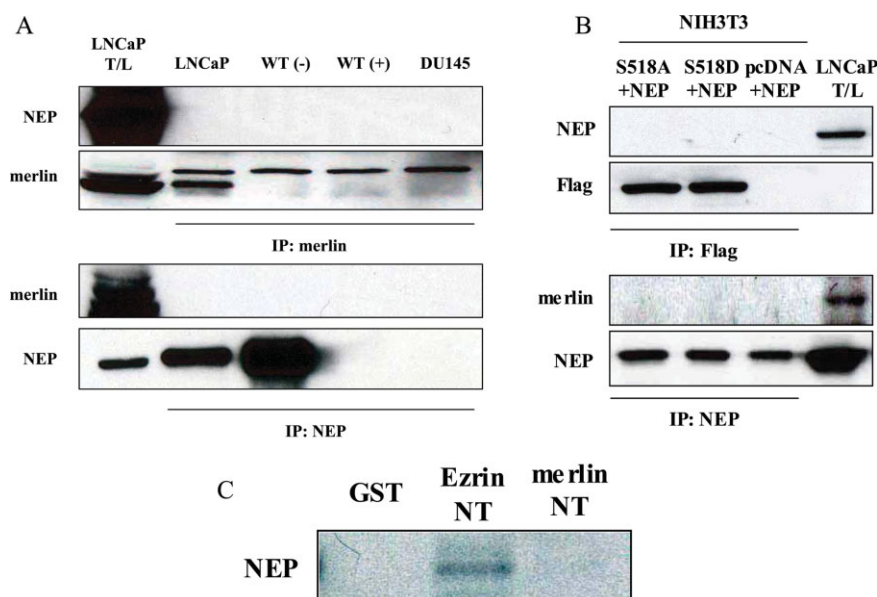 A
LNCaP
T/L
LNCaP
WT (-)
WT (+)
DU145
NEP
merlin
IP: merlin
merlin
NEP
IP: NEP
B
NIH3T3
S518A
+NEP
S518D
+NEP
pcDNA
+NEP
LNCaP
T/L
NEP
Flag
IP: Flag
merlin
NEP
IP: NEP
C
GST
Ezrin
NT
merlin
NT
NEP